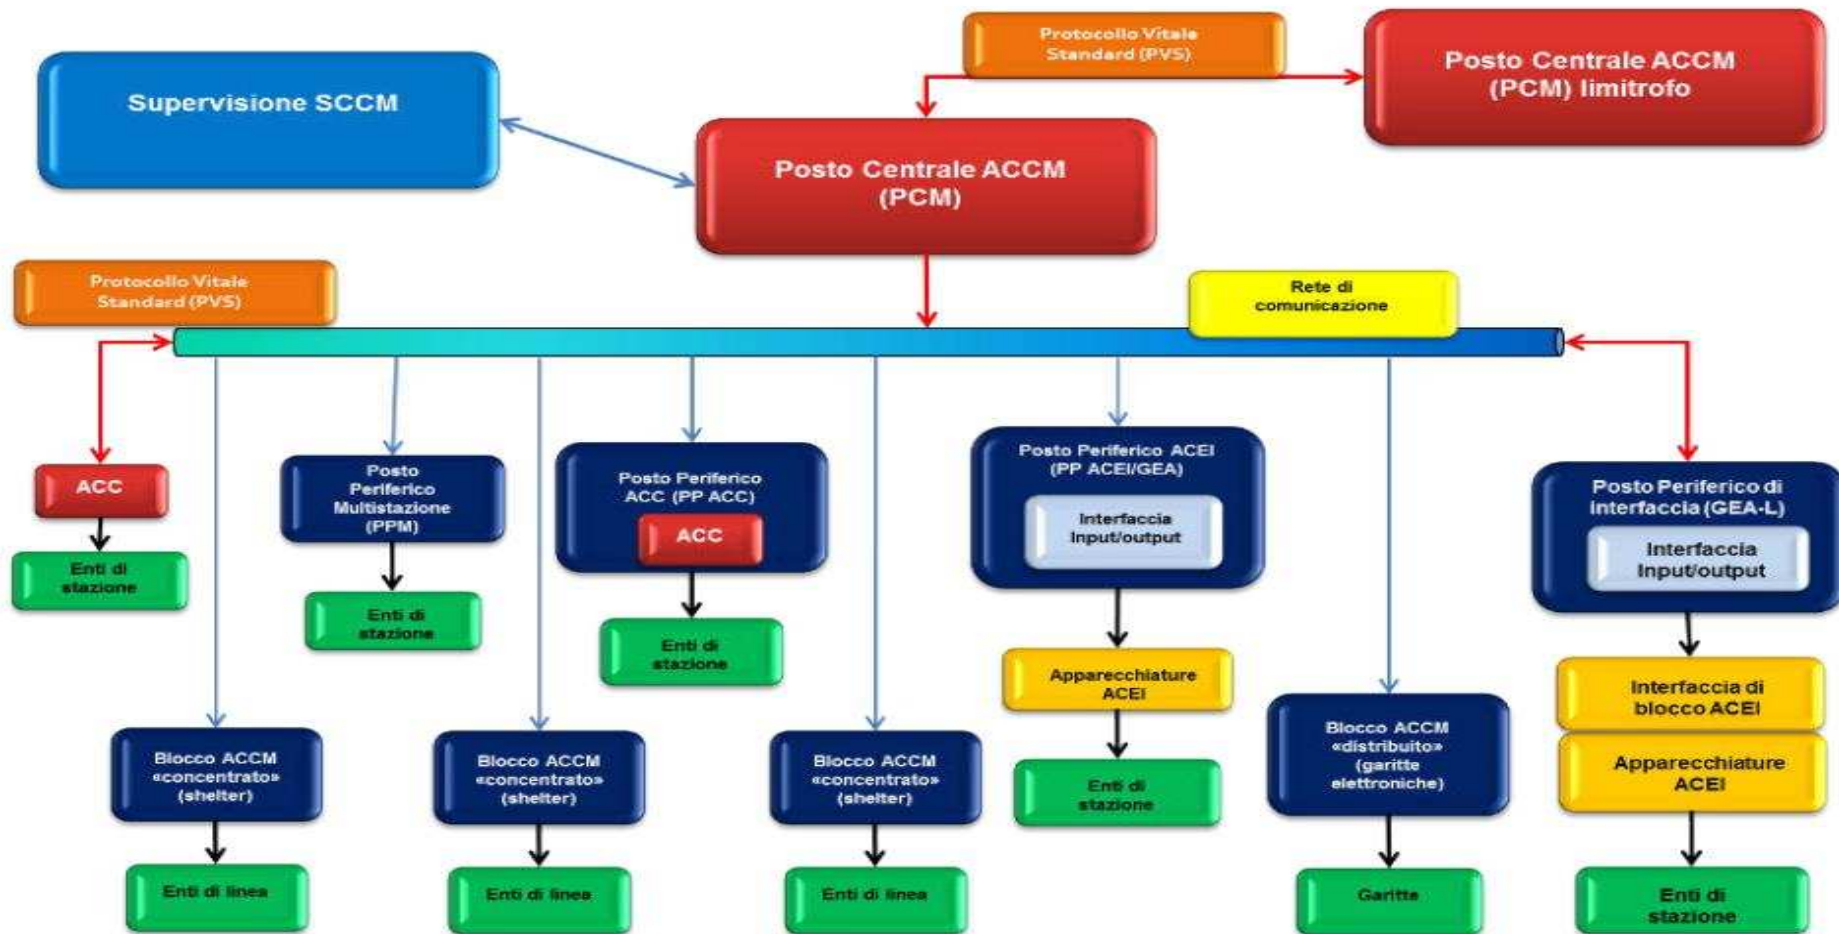 Protocollo Vitale
Standard (PVS)
Posto Centrale ACCM
(PCM) limitrofo
Supervisione SCCM
Posto Centrale ACCM
(PCM)
Protocollo Vitale
Standard (PVS)
Rete di
comunicazione
ACC
Enti di
stazione
Posto
Periferico
Multistazione
(PPM)
Enti di
stazione
Posto Periferico
ACC (PP ACC)
ACC
Enti di
stazione
Posto Periferico ACEI
(PP ACEI/GEA)
Interfaccia
Input/output
Apparecchiature
ACEI
Enti di
stazione
Posto Periferico di
interfaccia (GEA-L)
Interfaccia
Input/output
Interfaccia di
blocco ACEI
Apparecchiature
ACEI
Enti di
stazione
Blocco ACCM
«concentrato»
(shelter)
Enti di linea
Blocco ACCM
«concentrato»
(shelter)
Enti di linea
Blocco ACCM
«concentrato»
(shelter)
Enti di linea
Blocco ACCM
«distribuito»
(garitte
elettroniche)
Garitte